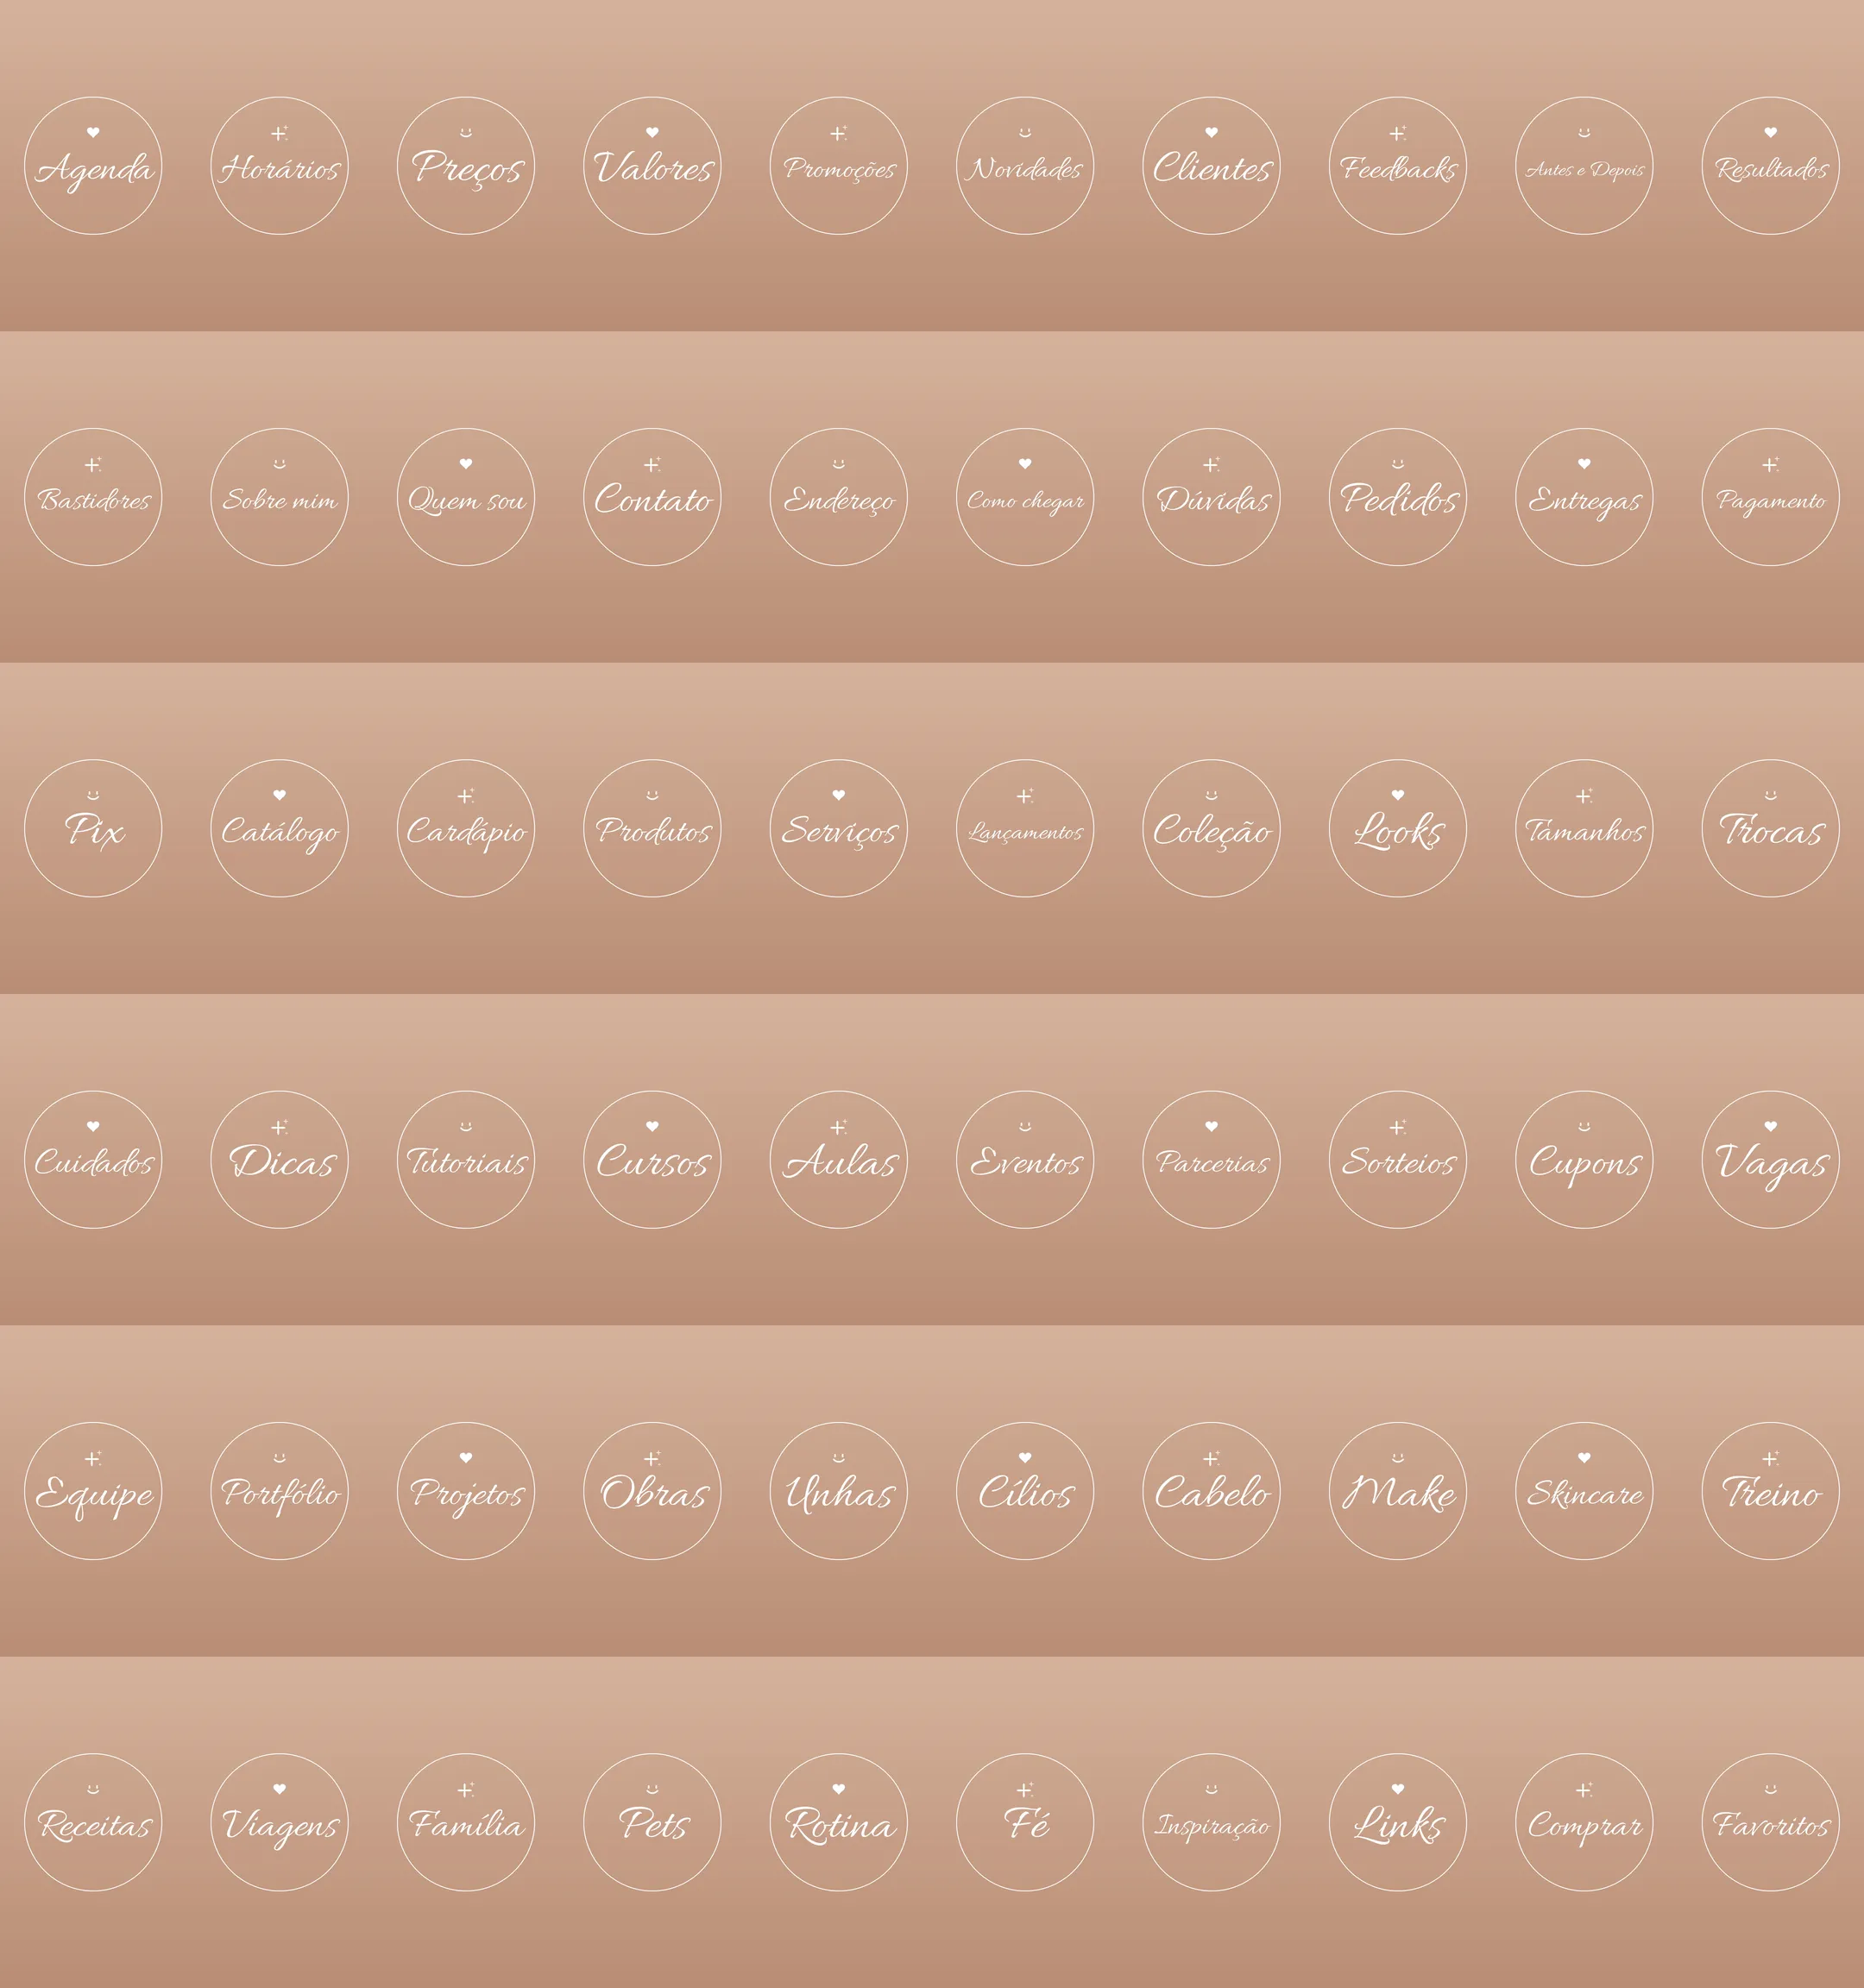 Agenda
Horários
Preços
Valores
Promoções
Novidades
Clientes
Feedbacks
Antes e Depois
Resultados
Bastidores
Sobre mim
Quem sou
Contato
Endereço
Como chegar
Dúvidas
Pedidos
Entregas
Pagamento
Pix
Catálogo
Cardápio
Produtos
Serviços
Lançamentos
Coleção
Looks
Tamanhos
Trocas
Cuidados
Dicas
Tutoriais
Cursos
Aulas
Eventos
Parcerias
Sorteios
Cupons
Vagas
Equipe
Portfólio
Projetos
Obras
Unhas
Cílios
Cabelo
Make
Skincare
Treino
Receitas
Viagens
Família
Pets
Rotina
Fé
Inspiração
Links
Comprar
Favoritos